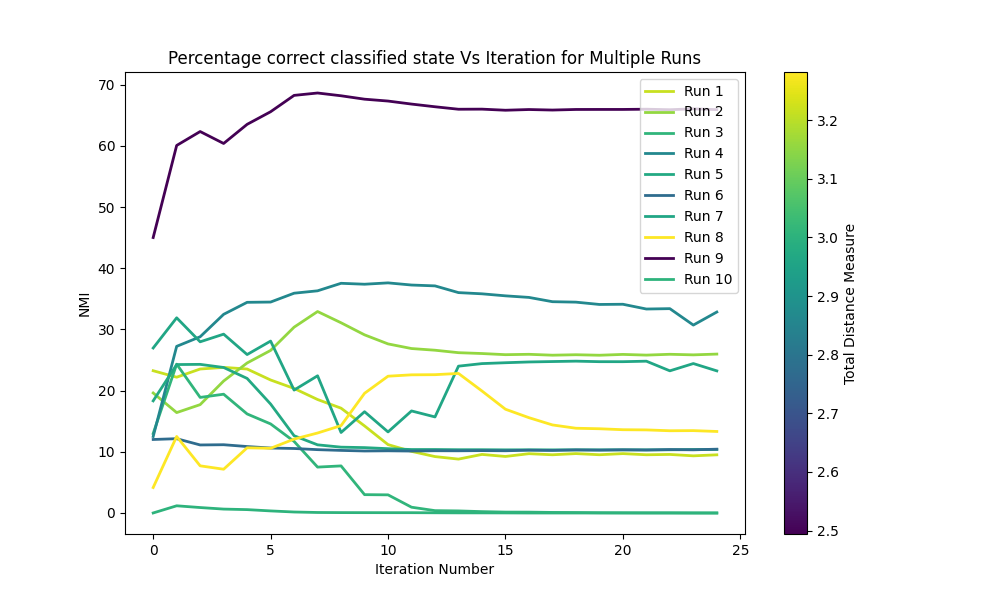 Percentage correct classified state Vs Iteration for Multiple Runs
NMI
70
60
50
40
30
20
10
0
0
5
10
15
20
25
Iteration Number
Run 1
Run 2
Run 3
Run 4
Run 5
Run 6
Run 7
Run 8
Run 9
Run 10
3.2
3.1
3.0
2.9
2.8
2.7
2.6
2.5
Total Distance Measure